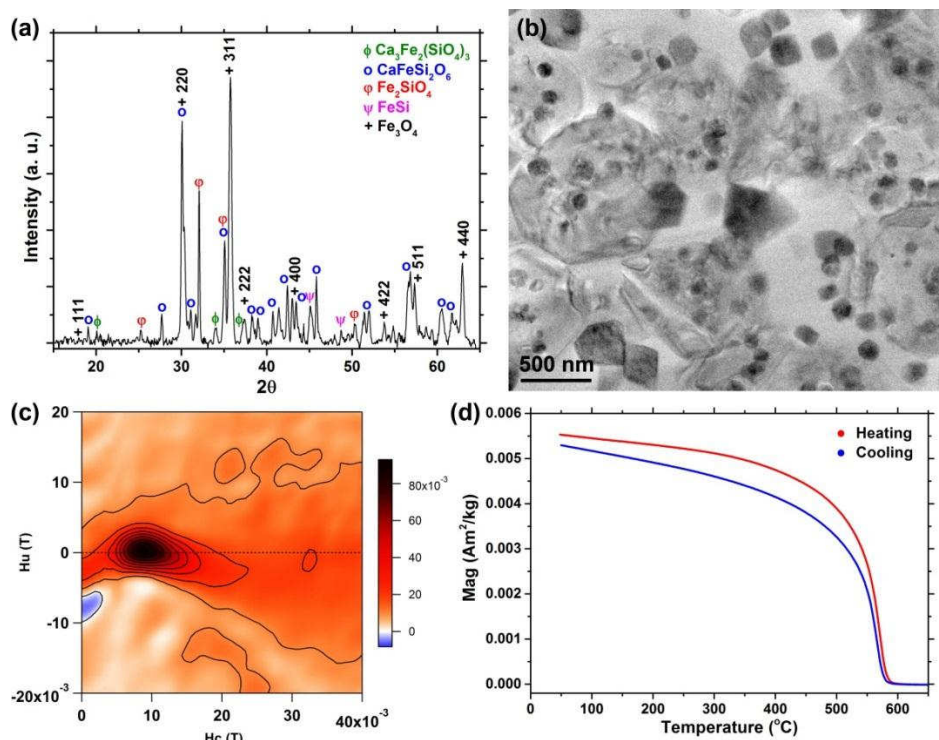 (a)
ϕ Ca₃Fe₂(SiO₄)₃
o CaFeSi₂O₆
φ Fe₂SiO₄
ψ FeSi
+ Fe₃O₄
+ 111
o
ϕ
φ
o
o + 220
o
φ
ϕ
φ
o
+ 311
ϕ
+ 222
o
o
o
o
+ 400
o
ψ
o
ψ
φ
o
+ 422
o
+ 511
o
o
+ 440
Intensity (a. u.)
20 30 40 50 60
2θ
(b)
500 nm
(c)
20
10
0
-10
-20x10⁻³
Hu (T)
0 10 20 30 40x10⁻³
Hc (T)
80x10⁻³
60
40
20
0
(d)
Heating
Cooling
0.006
0.005
0.004
0.003
0.002
0.001
0.000
Mag (Am²/kg)
0 100 200 300 400 500 600
Temperature (°C)